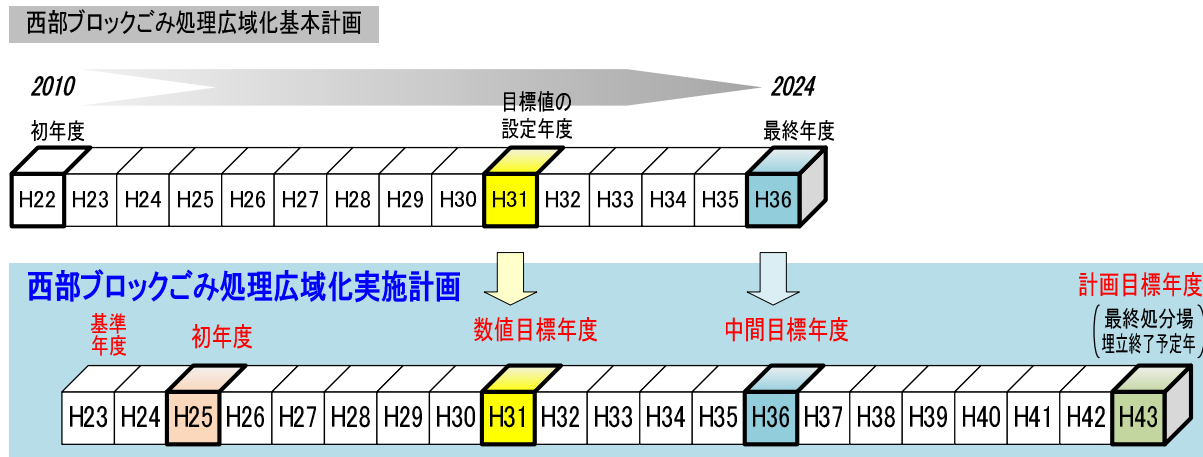 西部ブロックごみ処理広域化基本計画
2010
2024
初年度
目標値の
設定年度
最終年度
H22 H23 H24 H25 H26 H27 H28 H29 H30 H31 H32 H33 H34 H35 H36
西部ブロックごみ処理広域化実施計画
計画目標年度
(最終処分場
埋立終了予定年)
基準
年度
初年度
数値目標年度
中間目標年度
H23 H24 H25 H26 H27 H28 H29 H30 H31 H32 H33 H34 H35 H36 H37 H38 H39 H40 H41 H42 H43